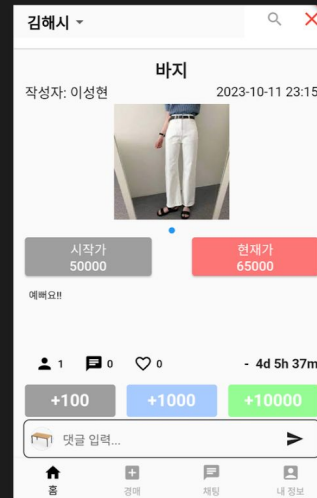 김해시
바지
작성자: 이성현 2023-10-11 23:15
시작가 현재가
50000 65000
예뻐요!!
1 0 0 - 4d 5h 37m
+100 +1000 +10000
댓글 입력...
홈 경매 채팅 내 정보